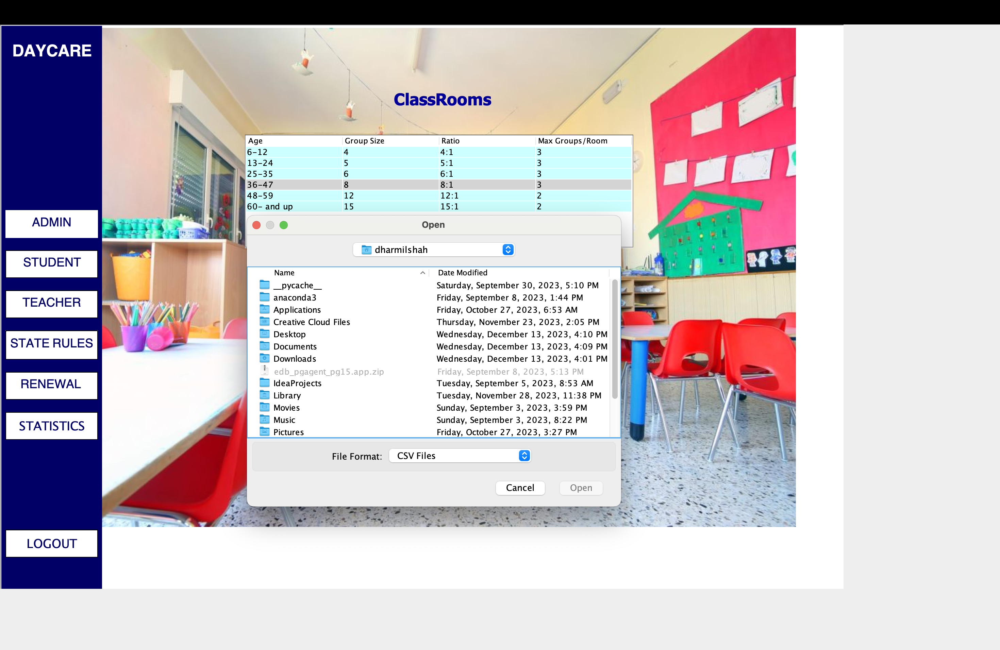 DAYCARE
ADMIN
STUDENT
TEACHER
STATE RULES
RENEWAL
STATISTICS
LOGOUT
ClassRooms
Age Group Size Ratio Max Groups/Room
6-12 4 4:1 3
13-24 5 5:1 3
25-35 6 6:1 3
36-47 8 8:1 3
48-59 12 12:1 2
60- and up 15 15:1 2
Open
dharmilshah
Name Date Modified
__pycache__ Saturday, September 30, 2023, 5:10 PM
anaconda3 Friday, September 8, 2023, 1:44 PM
Applications Friday, October 27, 2023, 6:53 AM
Creative Cloud Files Thursday, November 23, 2023, 2:05 PM
Desktop Wednesday, December 13, 2023, 4:10 PM
Documents Wednesday, December 13, 2023, 4:09 PM
Downloads Wednesday, December 13, 2023, 4:01 PM
edb_pgagent_pg15.app.zip Friday, September 8, 2023, 5:13 PM
IdeaProjects Tuesday, September 5, 2023, 8:53 AM
Library Tuesday, November 28, 2023, 11:38 PM
Movies Sunday, September 3, 2023, 3:59 PM
Music Sunday, September 3, 2023, 8:22 PM
Pictures Friday, October 27, 2023, 3:27 PM
File Format: CSV Files
Cancel Open